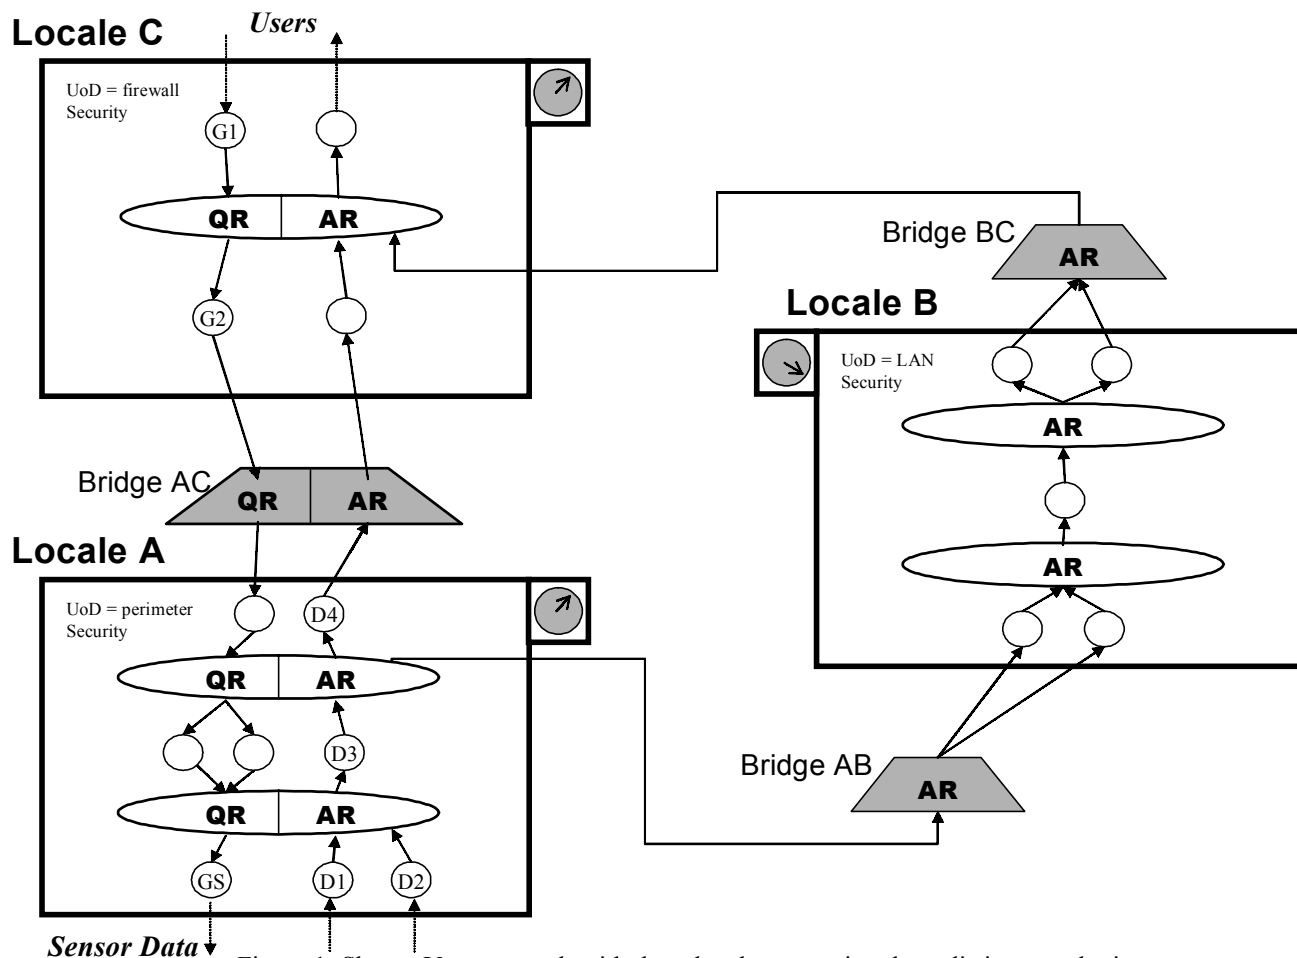 Locale C
Users
UoD = firewall
Security
G1
QR
AR
G2
Bridge BC
AR
Locale B
UoD = LAN
Security
AR
AR
Bridge AC
QR
AR
Locale A
UoD = perimeter
Security
D4
QR
AR
D3
QR
AR
GS
D1
D2
Bridge AB
AR
Sensor Data